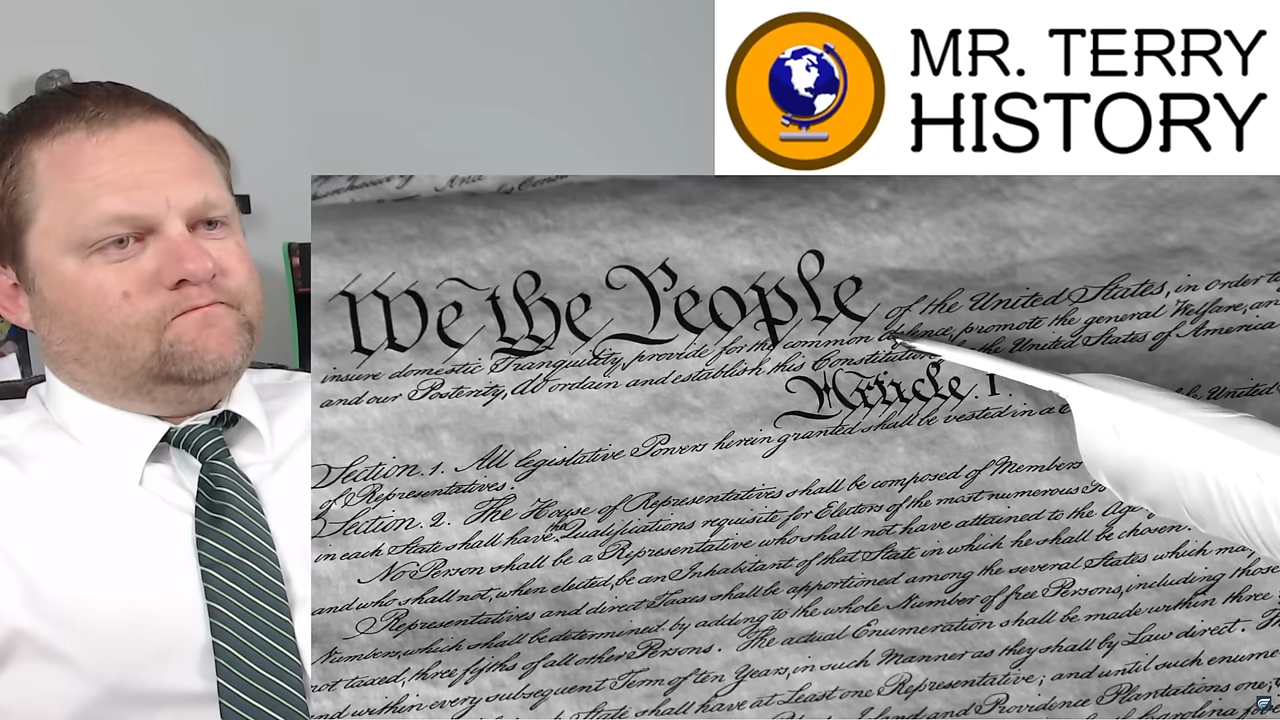 MR. TERRY
HISTORY
We the People of the United States, in order to
insure domestic Tranquility, provide for the common defence, promote the general Welfare, an
and our Posterity, do ordain and establish this Constitution the United States of America
Article. I.
Section. 1. All legislative Powers herein granted shall be vested in a United
of Representatives.
Section. 2. The House of Representatives shall be composed of Members
in each State shall have the Qualifications requisite for Electors of the most numerous
No Person shall be a Representative who shall not have attained to the Age
and who shall not, when elected, be an Inhabitant of that State in which he shall be chosen.
Representatives and direct Taxes shall be apportioned among the several States which may
Numbers, which shall be determined by adding to the whole Number of free Persons, including those
not taxed, three fifths of all other Persons. The actual Enumeration shall be made within three
and within every subsequent Term of ten Years, in such Manner as they shall by Law direct. Th
State shall have at Least one Representative; and until such enume
Island and Providence Plantations one,